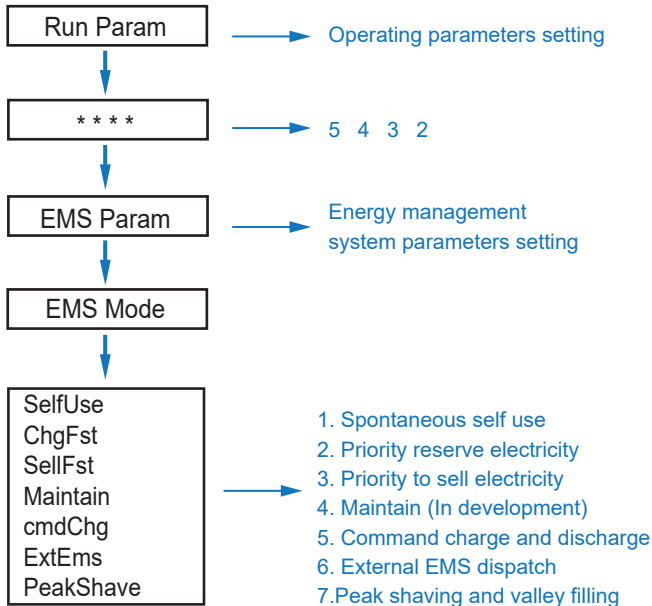 Run Param
Operating parameters setting
* * * *
5 4 3 2
EMS Param
Energy management
system parameters setting
EMS Mode
SelfUse
ChgFst
SellFst
Maintain
cmdChg
ExtEms
PeakShave
1. Spontaneous self use
2. Priority reserve electricity
3. Priority to sell electricity
4. Maintain (In development)
5. Command charge and discharge
6. External EMS dispatch
7.Peak shaving and valley filling